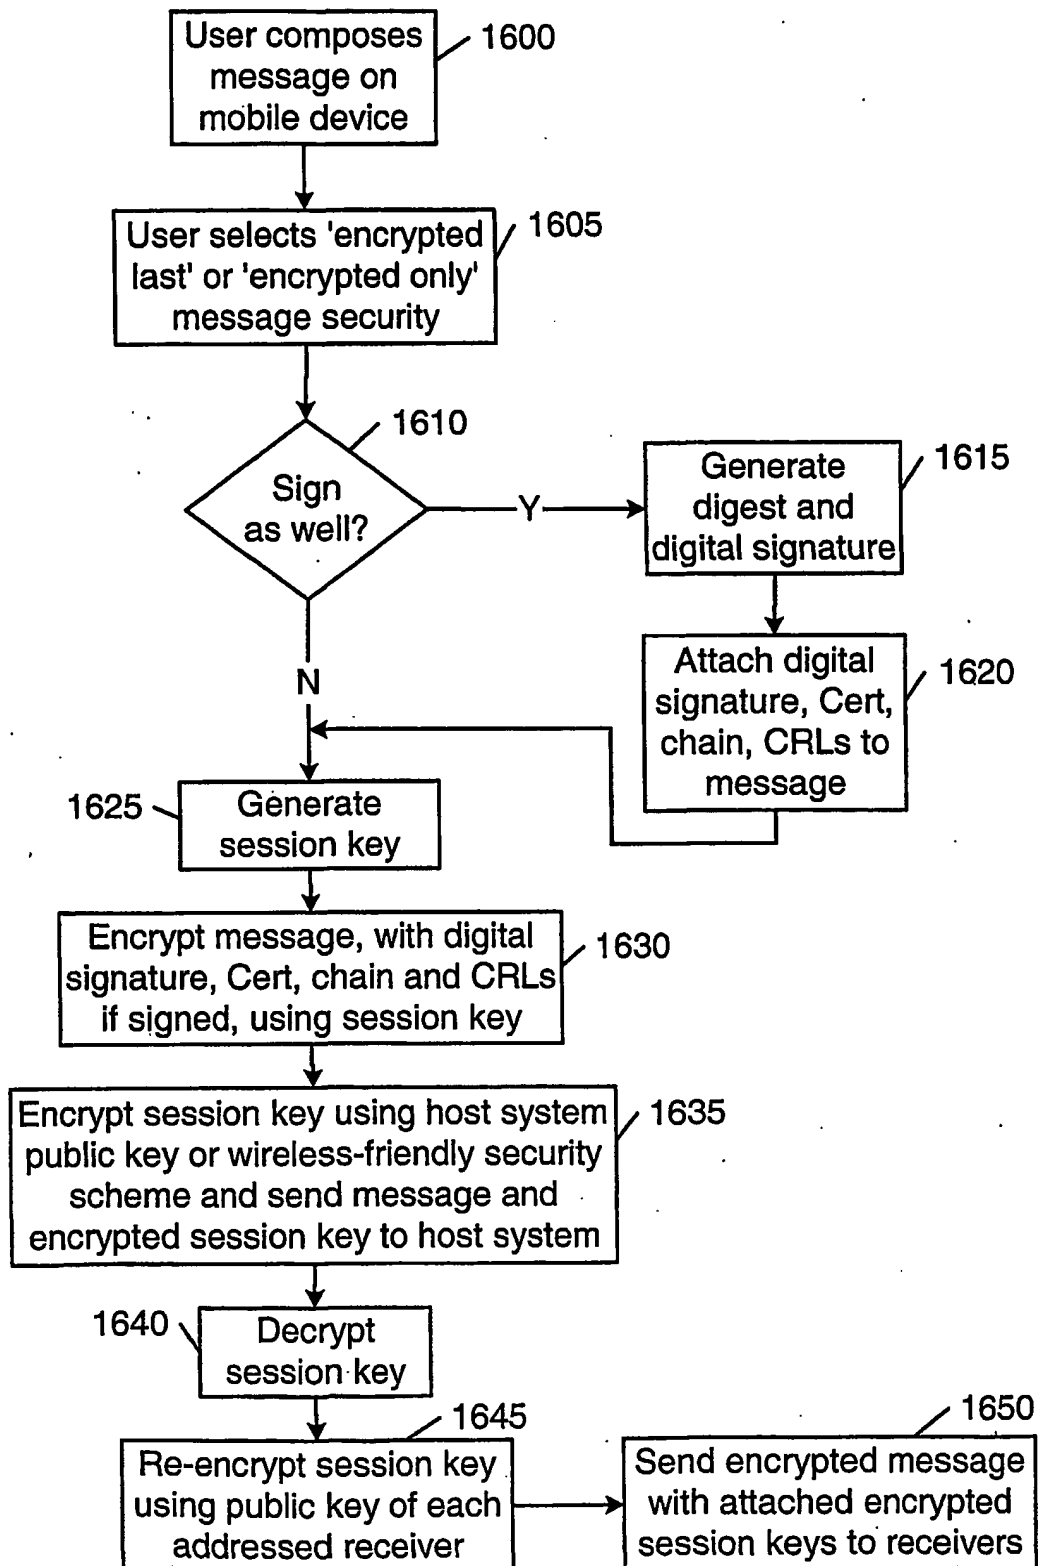 User composes
message on
mobile device
1600
User selects 'encrypted
last' or 'encrypted only'
message security
1605
Sign
as well?
1610
Y
Generate
digest and
digital signature
1615
Attach digital
signature, Cert,
chain, CRLs to
message
1620
N
1625
Generate
session key
Encrypt message, with digital
signature, Cert, chain and CRLs
if signed, using session key
1630
Encrypt session key using host system
public key or wireless-friendly security
scheme and send message and
encrypted session key to host system
1635
1640
Decrypt
session key
1645
Re-encrypt session key
using public key of each
addressed receiver
1650
Send encrypted message
with attached encrypted
session keys to receivers